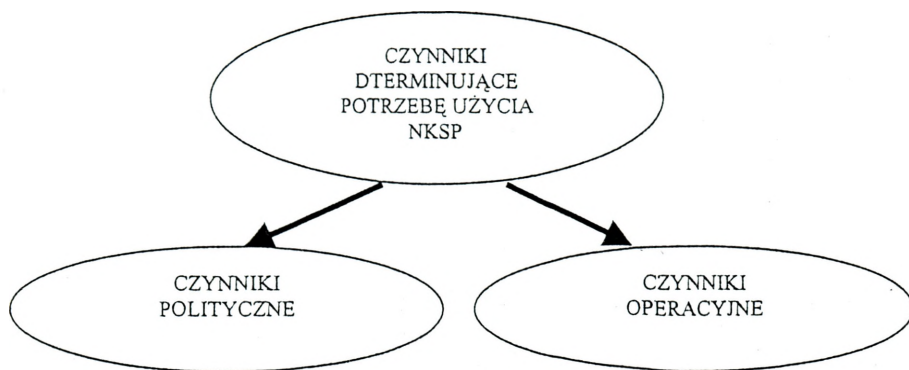 CZYNNIKI
DTERMINUJĄCE
POTRZEBĘ UŻYCIA
NKSP
CZYNNIKI
POLITYCZNE
CZYNNIKI
OPERACYJNE